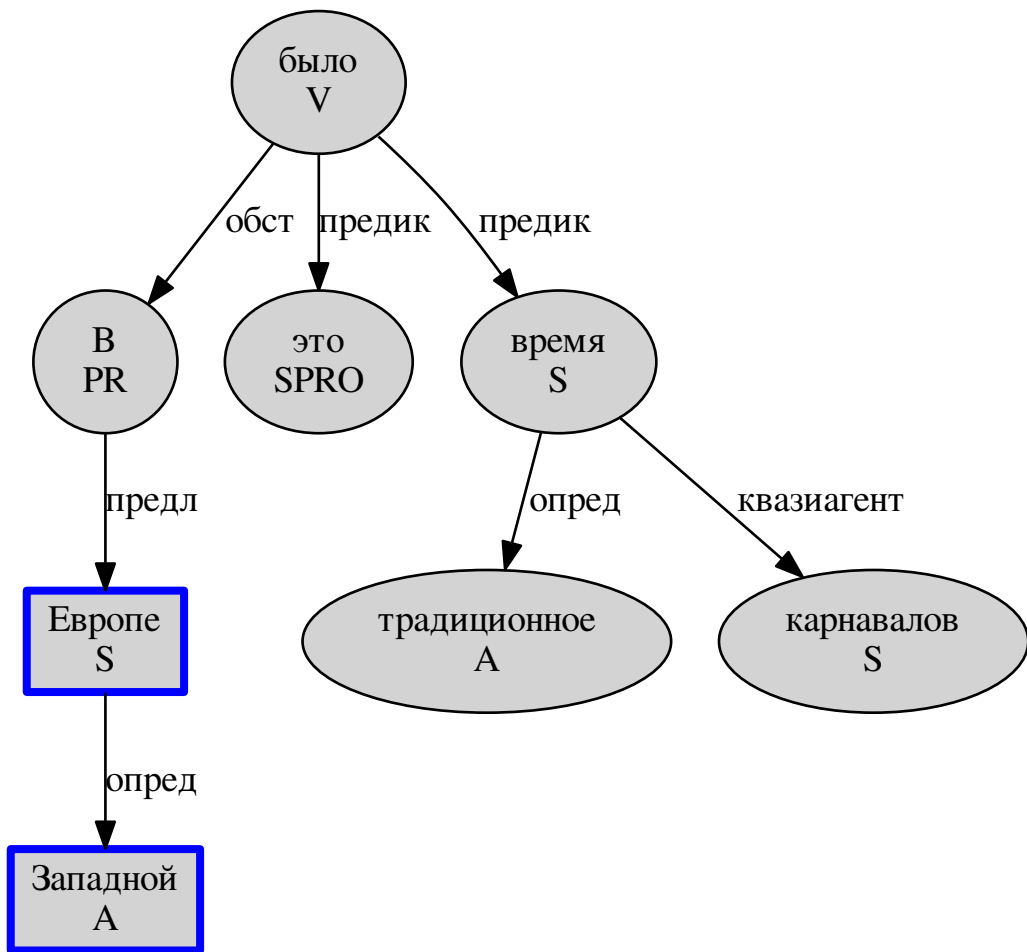 было
V
обст
предик
предик
В
PR
это
SPRO
время
S
предл
опред
квазиагент
Европе
S
традиционное
A
карнавалов
S
опред
Западной
A